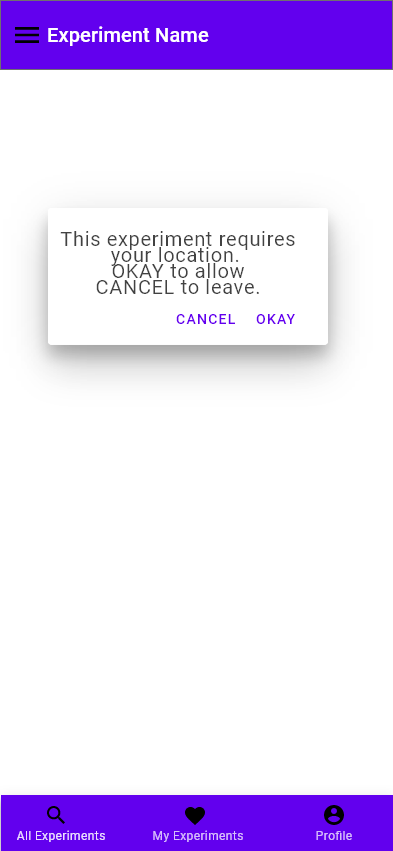 Experiment Name
This experiment requires
your location.
OKAY to allow
CANCEL to leave.
CANCEL OKAY
All Experiments My Experiments Profile